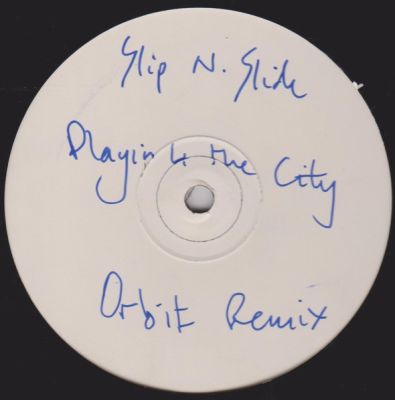 Slip N. Slide
Playin 4 the City
Orbit Remix